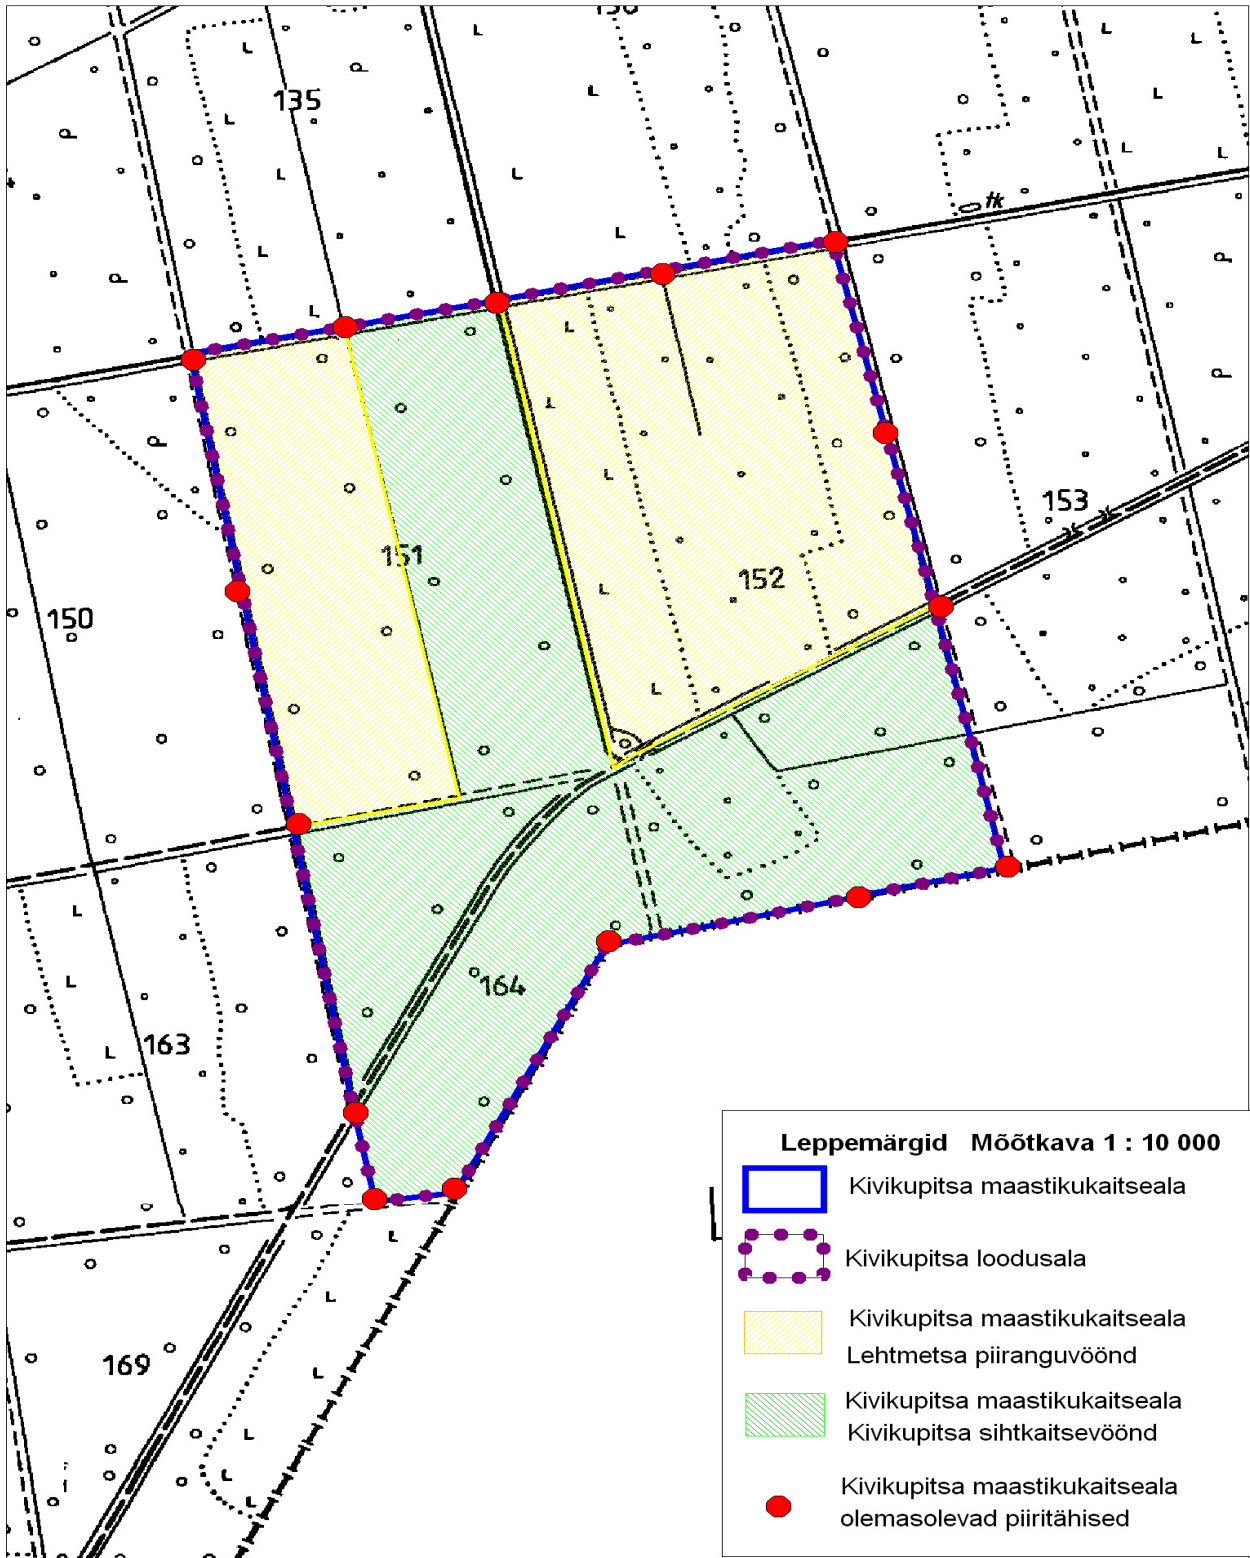 135
tk
153
151
152
150
164
163
169
Leppemärgid Mõõtkava 1 : 10 000
Kivikupitsa maastikukaitseala
Kivikupitsa loodusala
Kivikupitsa maastikukaitseala
Lehtmetsa piiranguvöönd
Kivikupitsa maastikukaitseala
Kivikupitsa sihtkaitsevöönd
Kivikupitsa maastikukaitseala
olemasolevad piiritähised